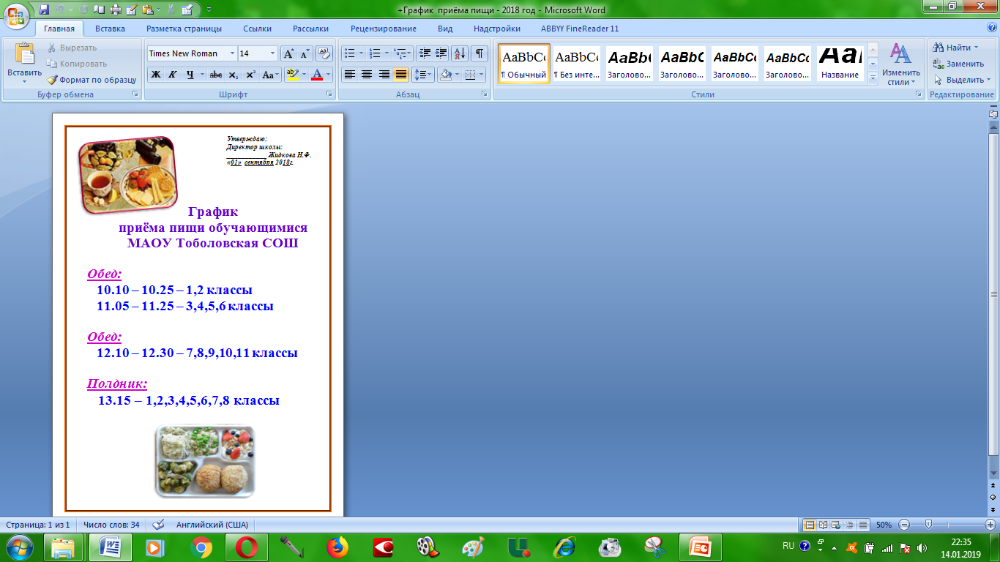 +График приёма пищи - 2018 год - Microsoft Word
Главная Вставка Разметка страницы Ссылки Рассылки Рецензирование Вид Надстройки ABBYY FineReader 11
Вставить
Вырезать
Копировать
Формат по образцу
Буфер обмена
Times New Roman 14
Ж К Ч abc x₂ x² Aa
Шрифт
Абзац
AaBbCc AaBbCc AaBbC AaBbC AaBbC AaBbCc Aai
¶ Обычный ¶ Без инте... Заголово... Заголово... Заголово... Заголово... Название
Изменить стили
Стили
Найти
Заменить
Выделить
Редактирование
Утверждаю:
Директор школы:
____________ Жидкова Н.Ф.
«01» сентября 2018г.
График
приёма пищи обучающимися
МАОУ Тоболовская СОШ
Обед:
10.10 – 10.25 – 1,2 классы
11.05 – 11.25 – 3,4,5,6 классы
Обед:
12.10 – 12.30 – 7,8,9,10,11 классы
Полдник:
13.15 – 1,2,3,4,5,6,7,8 классы
Страница: 1 из 1 Число слов: 34 Английский (США) 50%
RU 22:35
14.01.2019